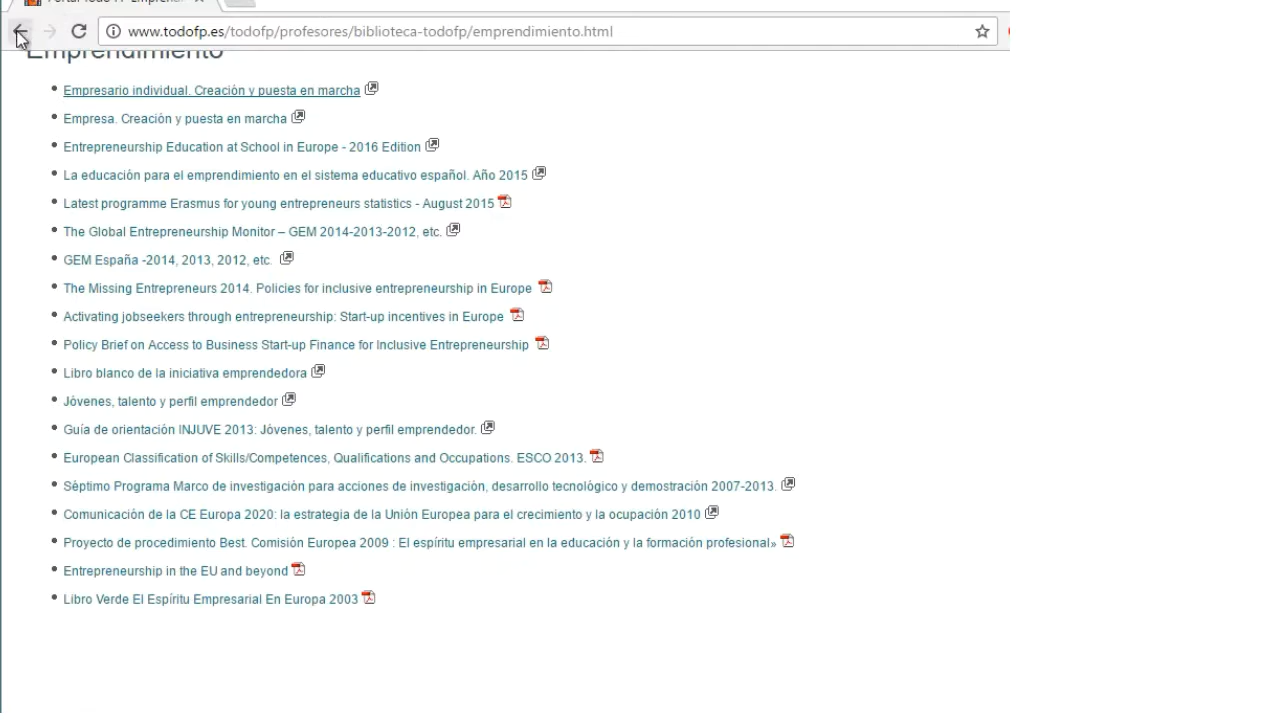 www.todofp.es/todofp/profesores/biblioteca-todofp/emprendimiento.html
Emprendimiento
Empresario individual. Creación y puesta en marcha
Empresa. Creación y puesta en marcha
Entrepreneurship Education at School in Europe - 2016 Edition
La educación para el emprendimiento en el sistema educativo español. Año 2015
Latest programme Erasmus for young entrepreneurs statistics - August 2015
The Global Entrepreneurship Monitor – GEM 2014-2013-2012, etc.
GEM España -2014, 2013, 2012, etc.
The Missing Entrepreneurs 2014. Policies for inclusive entrepreneurship in Europe
Activating jobseekers through entrepreneurship: Start-up incentives in Europe
Policy Brief on Access to Business Start-up Finance for Inclusive Entrepreneurship
Libro blanco de la iniciativa emprendedora
Jóvenes, talento y perfil emprendedor
Guía de orientación INJUVE 2013: Jóvenes, talento y perfil emprendedor.
European Classification of Skills/Competences, Qualifications and Occupations. ESCO 2013.
Séptimo Programa Marco de investigación para acciones de investigación, desarrollo tecnológico y demostración 2007-2013.
Comunicación de la CE Europa 2020: la estrategia de la Unión Europea para el crecimiento y la ocupación 2010
Proyecto de procedimiento Best. Comisión Europea 2009 : El espíritu empresarial en la educación y la formación profesional»
Entrepreneurship in the EU and beyond
Libro Verde El Espíritu Empresarial En Europa 2003